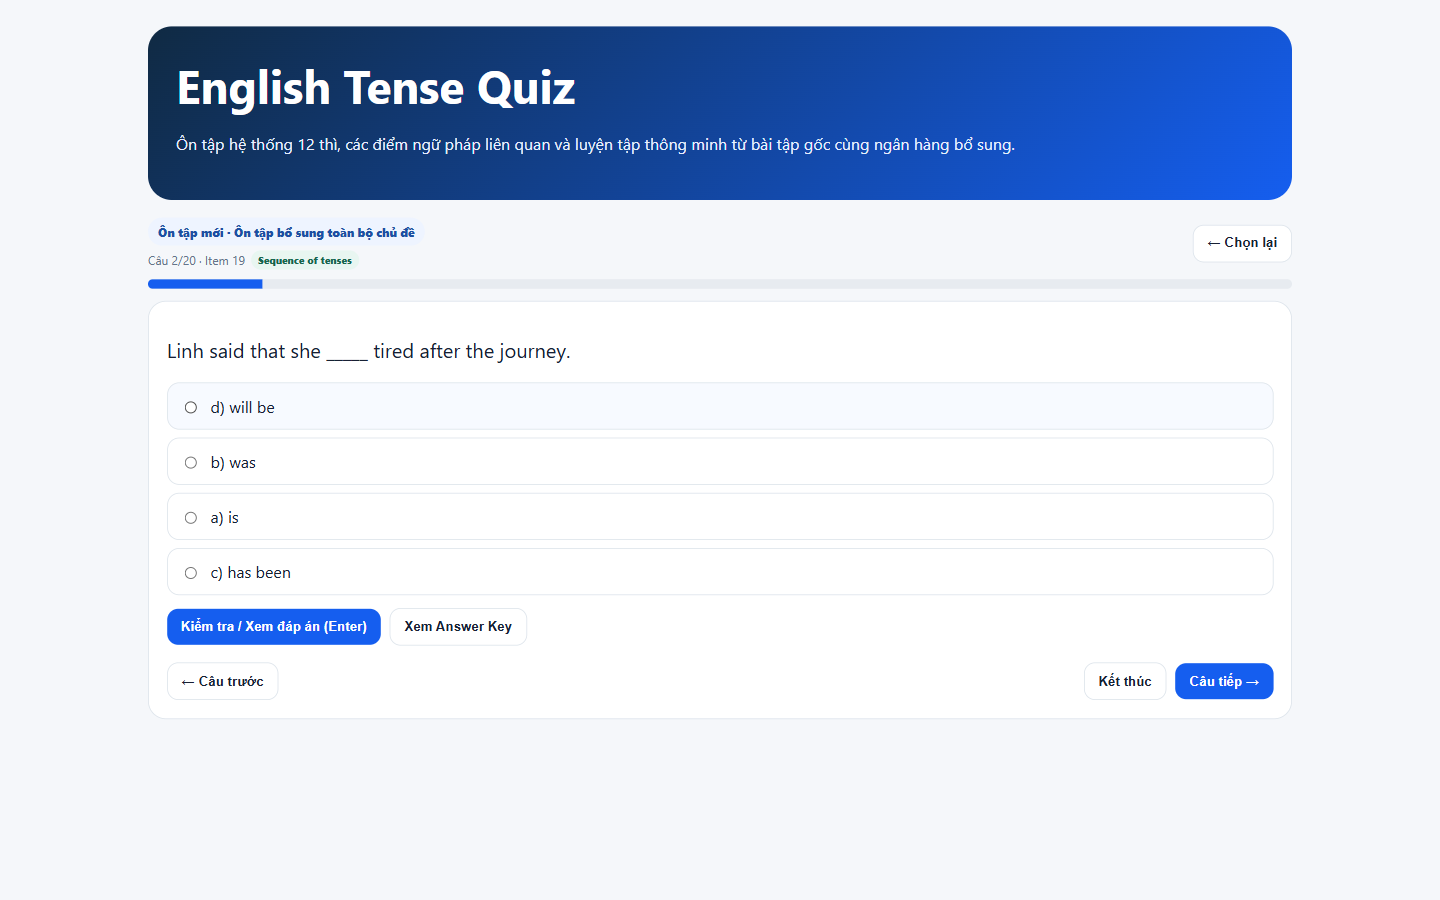 English Tense Quiz
Ôn tập hệ thống 12 thì, các điểm ngữ pháp liên quan và luyện tập thông minh từ bài tập gốc cùng ngân hàng bổ sung.
Ôn tập mới · Ôn tập bổ sung toàn bộ chủ đề
← Chọn lại
Câu 2/20 · Item 19 Sequence of tenses
Linh said that she _____ tired after the journey.
d) will be
b) was
a) is
c) has been
Kiểm tra / Xem đáp án (Enter) Xem Answer Key
← Câu trước Kết thúc Câu tiếp →